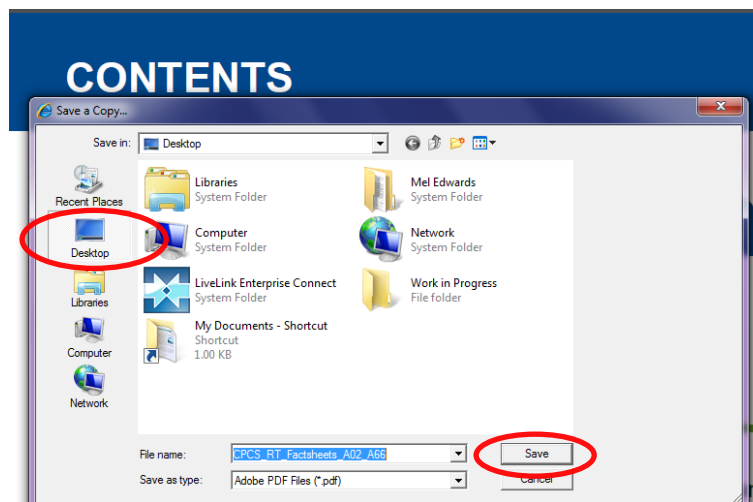 CONTENTS
Save a Copy...
x
Save in: Desktop
Recent Places
Desktop
Libraries
Computer
Network
Libraries
System Folder
Mel Edwards
System Folder
Computer
System Folder
Network
System Folder
LiveLink Enterprise Connect
System Folder
Work in Progress
File folder
My Documents - Shortcut
Shortcut
1.00 KB
File name: CPCS_RT_Factsheets_A02_A66 Save
Save as type: Adobe PDF Files (*.pdf) Cancel